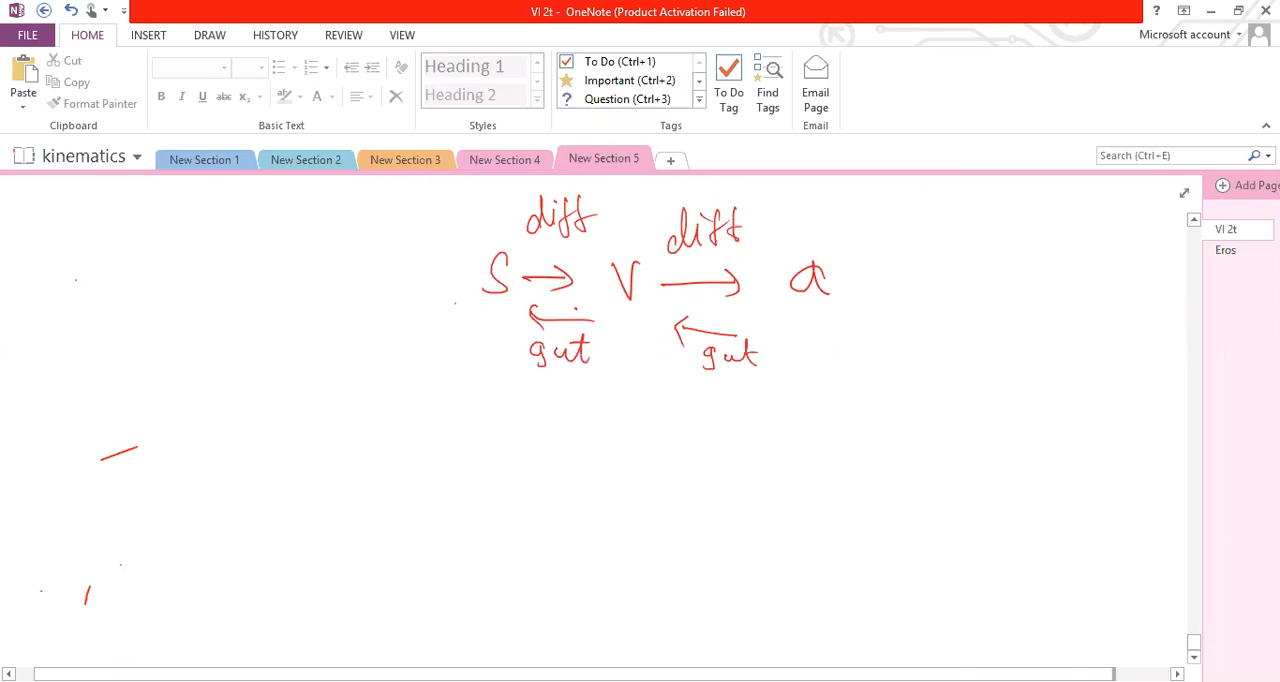 VI 2t - OneNote (Product Activation Failed)
FILE HOME INSERT DRAW HISTORY REVIEW VIEW
Microsoft account
Paste
Cut
Copy
Format Painter
Clipboard
B I U abc X₂ A
Basic Text
Heading 1
Heading 2
Styles
To Do (Ctrl+1)
Important (Ctrl+2)
Question (Ctrl+3)
Tags
To Do Tag
Find Tags
Email Page
Email
kinematics New Section 1 New Section 2 New Section 3 New Section 4 New Section 5
Search (Ctrl+E)
Add Page
VI 2t
Eros
diff diff
S V a
gut gut